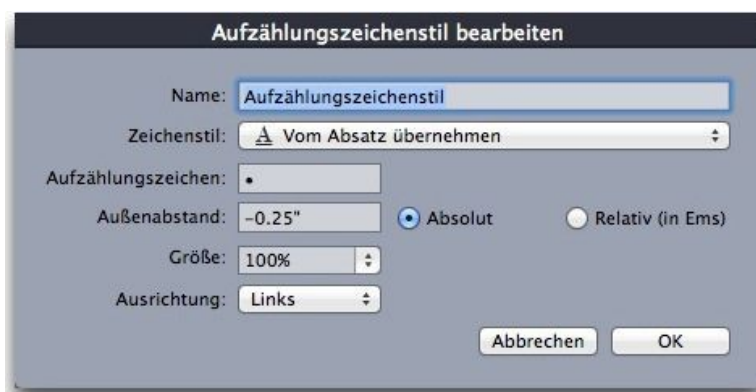 Aufzählungszeichenstil bearbeiten
Name: Aufzählungszeichenstil
Zeichenstil: A Vom Absatz übernehmen
Aufzählungszeichen: •
Außenabstand: -0.25" Absolut Relativ (in Ems)
Größe: 100%
Ausrichtung: Links
Abbrechen OK